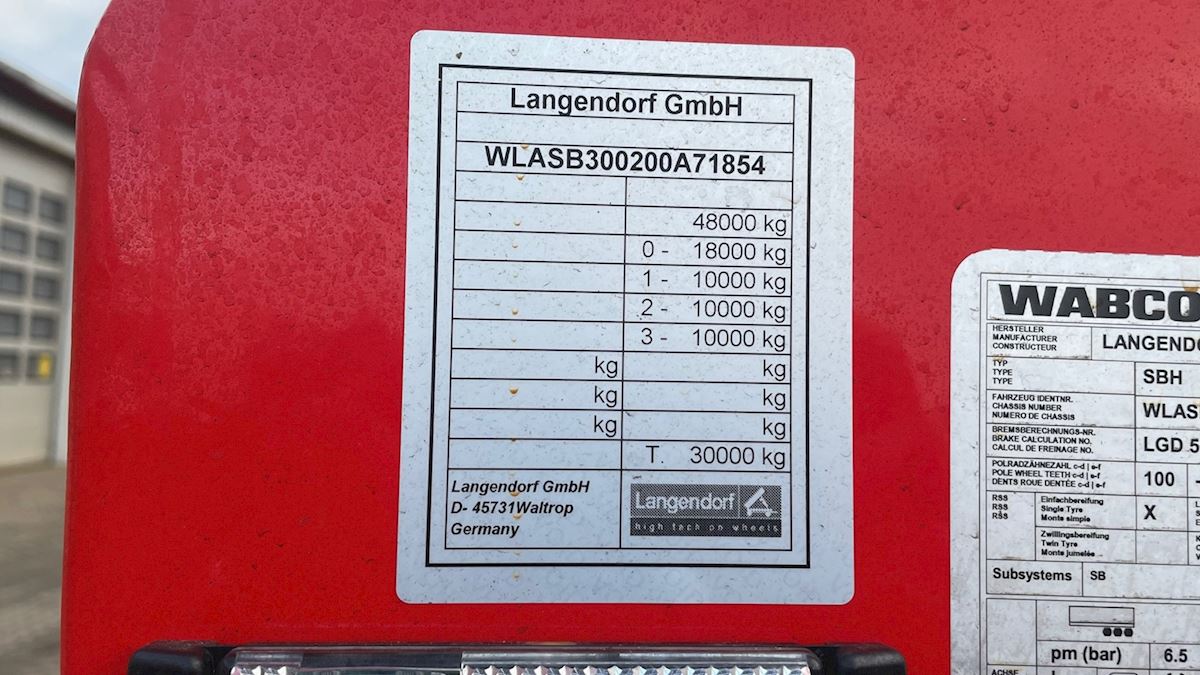 Langendorf GmbH
WLASB300200A71854
48000 kg
0 - 18000 kg
1 - 10000 kg
2 - 10000 kg
3 - 10000 kg
kg kg
kg kg
kg kg
T. 30000 kg
Langendorf GmbH
D- 45731Waltrop
Germany
Langendorf
high tech on wheels
WABCO
HERSTELLER
MANUFACTURER
CONSTRUCTEUR
LANGENDO
TYP
TYPE
TYPE
SBH
FAHRZEUG IDENTNR.
CHASSIS NUMBER
NUMERO DE CHASSIS
WLAS
BREMSBERECHNUNGS-NR.
BRAKE CALCULATION NO.
CALCUL DE FREINAGE NO.
LGD 5
POLRADZÄHNEZAHL c-d | e-f
POLE WHEEL TEETH c-d | e-f
DENTS ROUE DENTÉE c-d | e-f
100 -
RSS
RSS
RSS
Einfachbereifung
Single Tyre
Monte simple
X
Zwillingsbereifung
Twin Tyre
Monte jumelée
Subsystems SB
pm (bar) 6.5
ACHSE